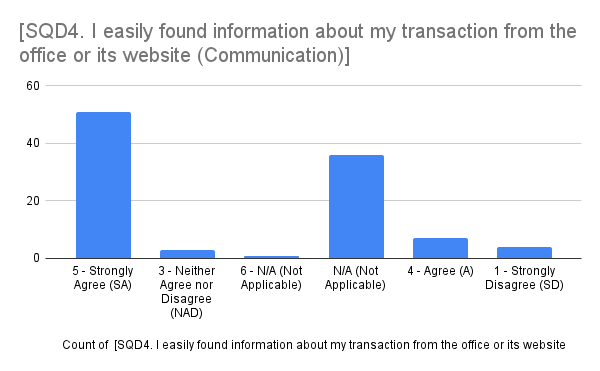 [SQD4. I easily found information about my transaction from the
office or its website (Communication)]
60
40
20
0
5 - Strongly
Agree (SA)
3 - Neither
Agree nor
Disagree
(NAD)
6 - N/A (Not
Applicable)
N/A (Not
Applicable)
4 - Agree (A)
1 - Strongly
Disagree (SD)
Count of  [SQD4. I easily found information about my transaction from the office or its website